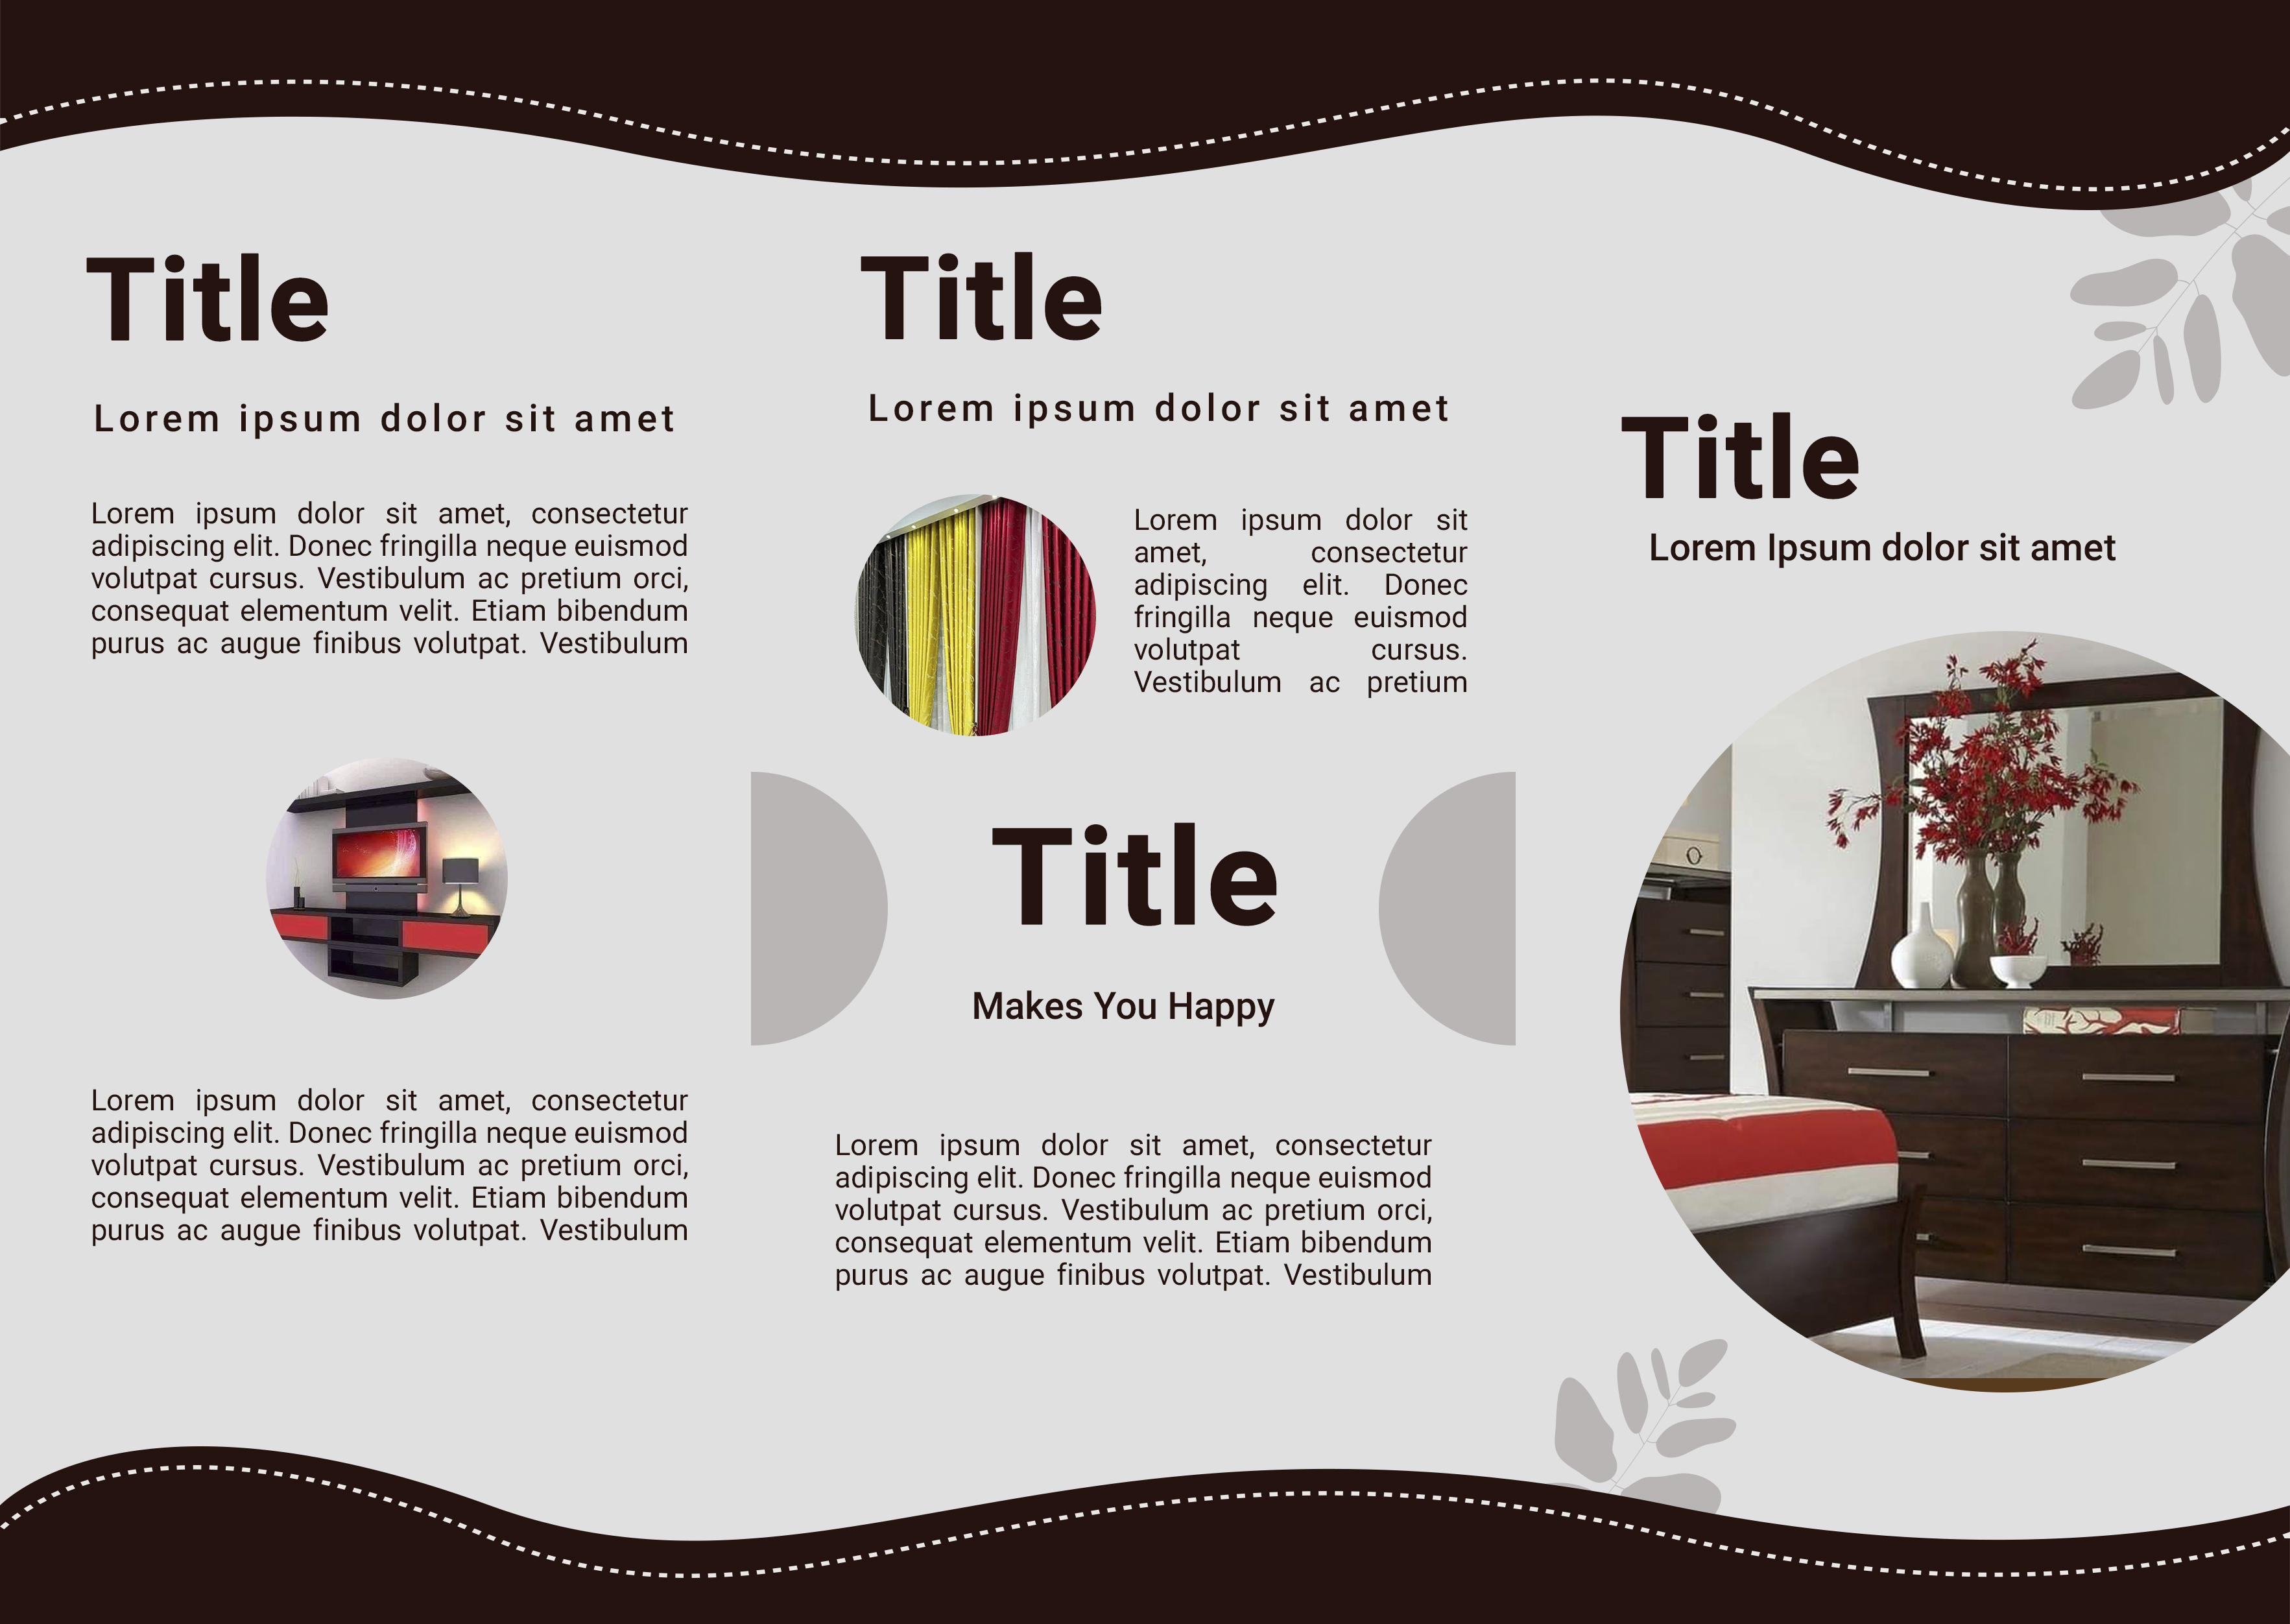 Title
Lorem ipsum dolor sit amet
Lorem ipsum dolor sit amet, consectetur
adipiscing elit. Donec fringilla neque euismod
volutpat cursus. Vestibulum ac pretium orci,
consequat elementum velit. Etiam bibendum
purus ac augue finibus volutpat. Vestibulum
Lorem ipsum dolor sit amet, consectetur
adipiscing elit. Donec fringilla neque euismod
volutpat cursus. Vestibulum ac pretium orci,
consequat elementum velit. Etiam bibendum
purus ac augue finibus volutpat. Vestibulum
Title
Lorem ipsum dolor sit amet
Lorem ipsum dolor sit
amet, consectetur
adipiscing elit. Donec
fringilla neque euismod
volutpat cursus.
Vestibulum ac pretium
Title
Makes You Happy
Lorem ipsum dolor sit amet, consectetur
adipiscing elit. Donec fringilla neque euismod
volutpat cursus. Vestibulum ac pretium orci,
consequat elementum velit. Etiam bibendum
purus ac augue finibus volutpat. Vestibulum
Title
Lorem Ipsum dolor sit amet